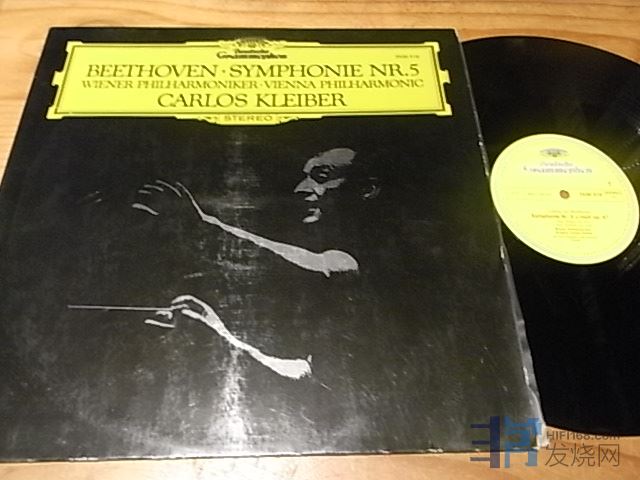 Deutsche
Grammophon
BEETHOVEN · SYMPHONIE NR.5
WIENER PHILHARMONIKER · VIENNA PHILHARMONIC
CARLOS KLEIBER
STEREO
Deutsche
Grammophon
HIFI168.com
发烧网